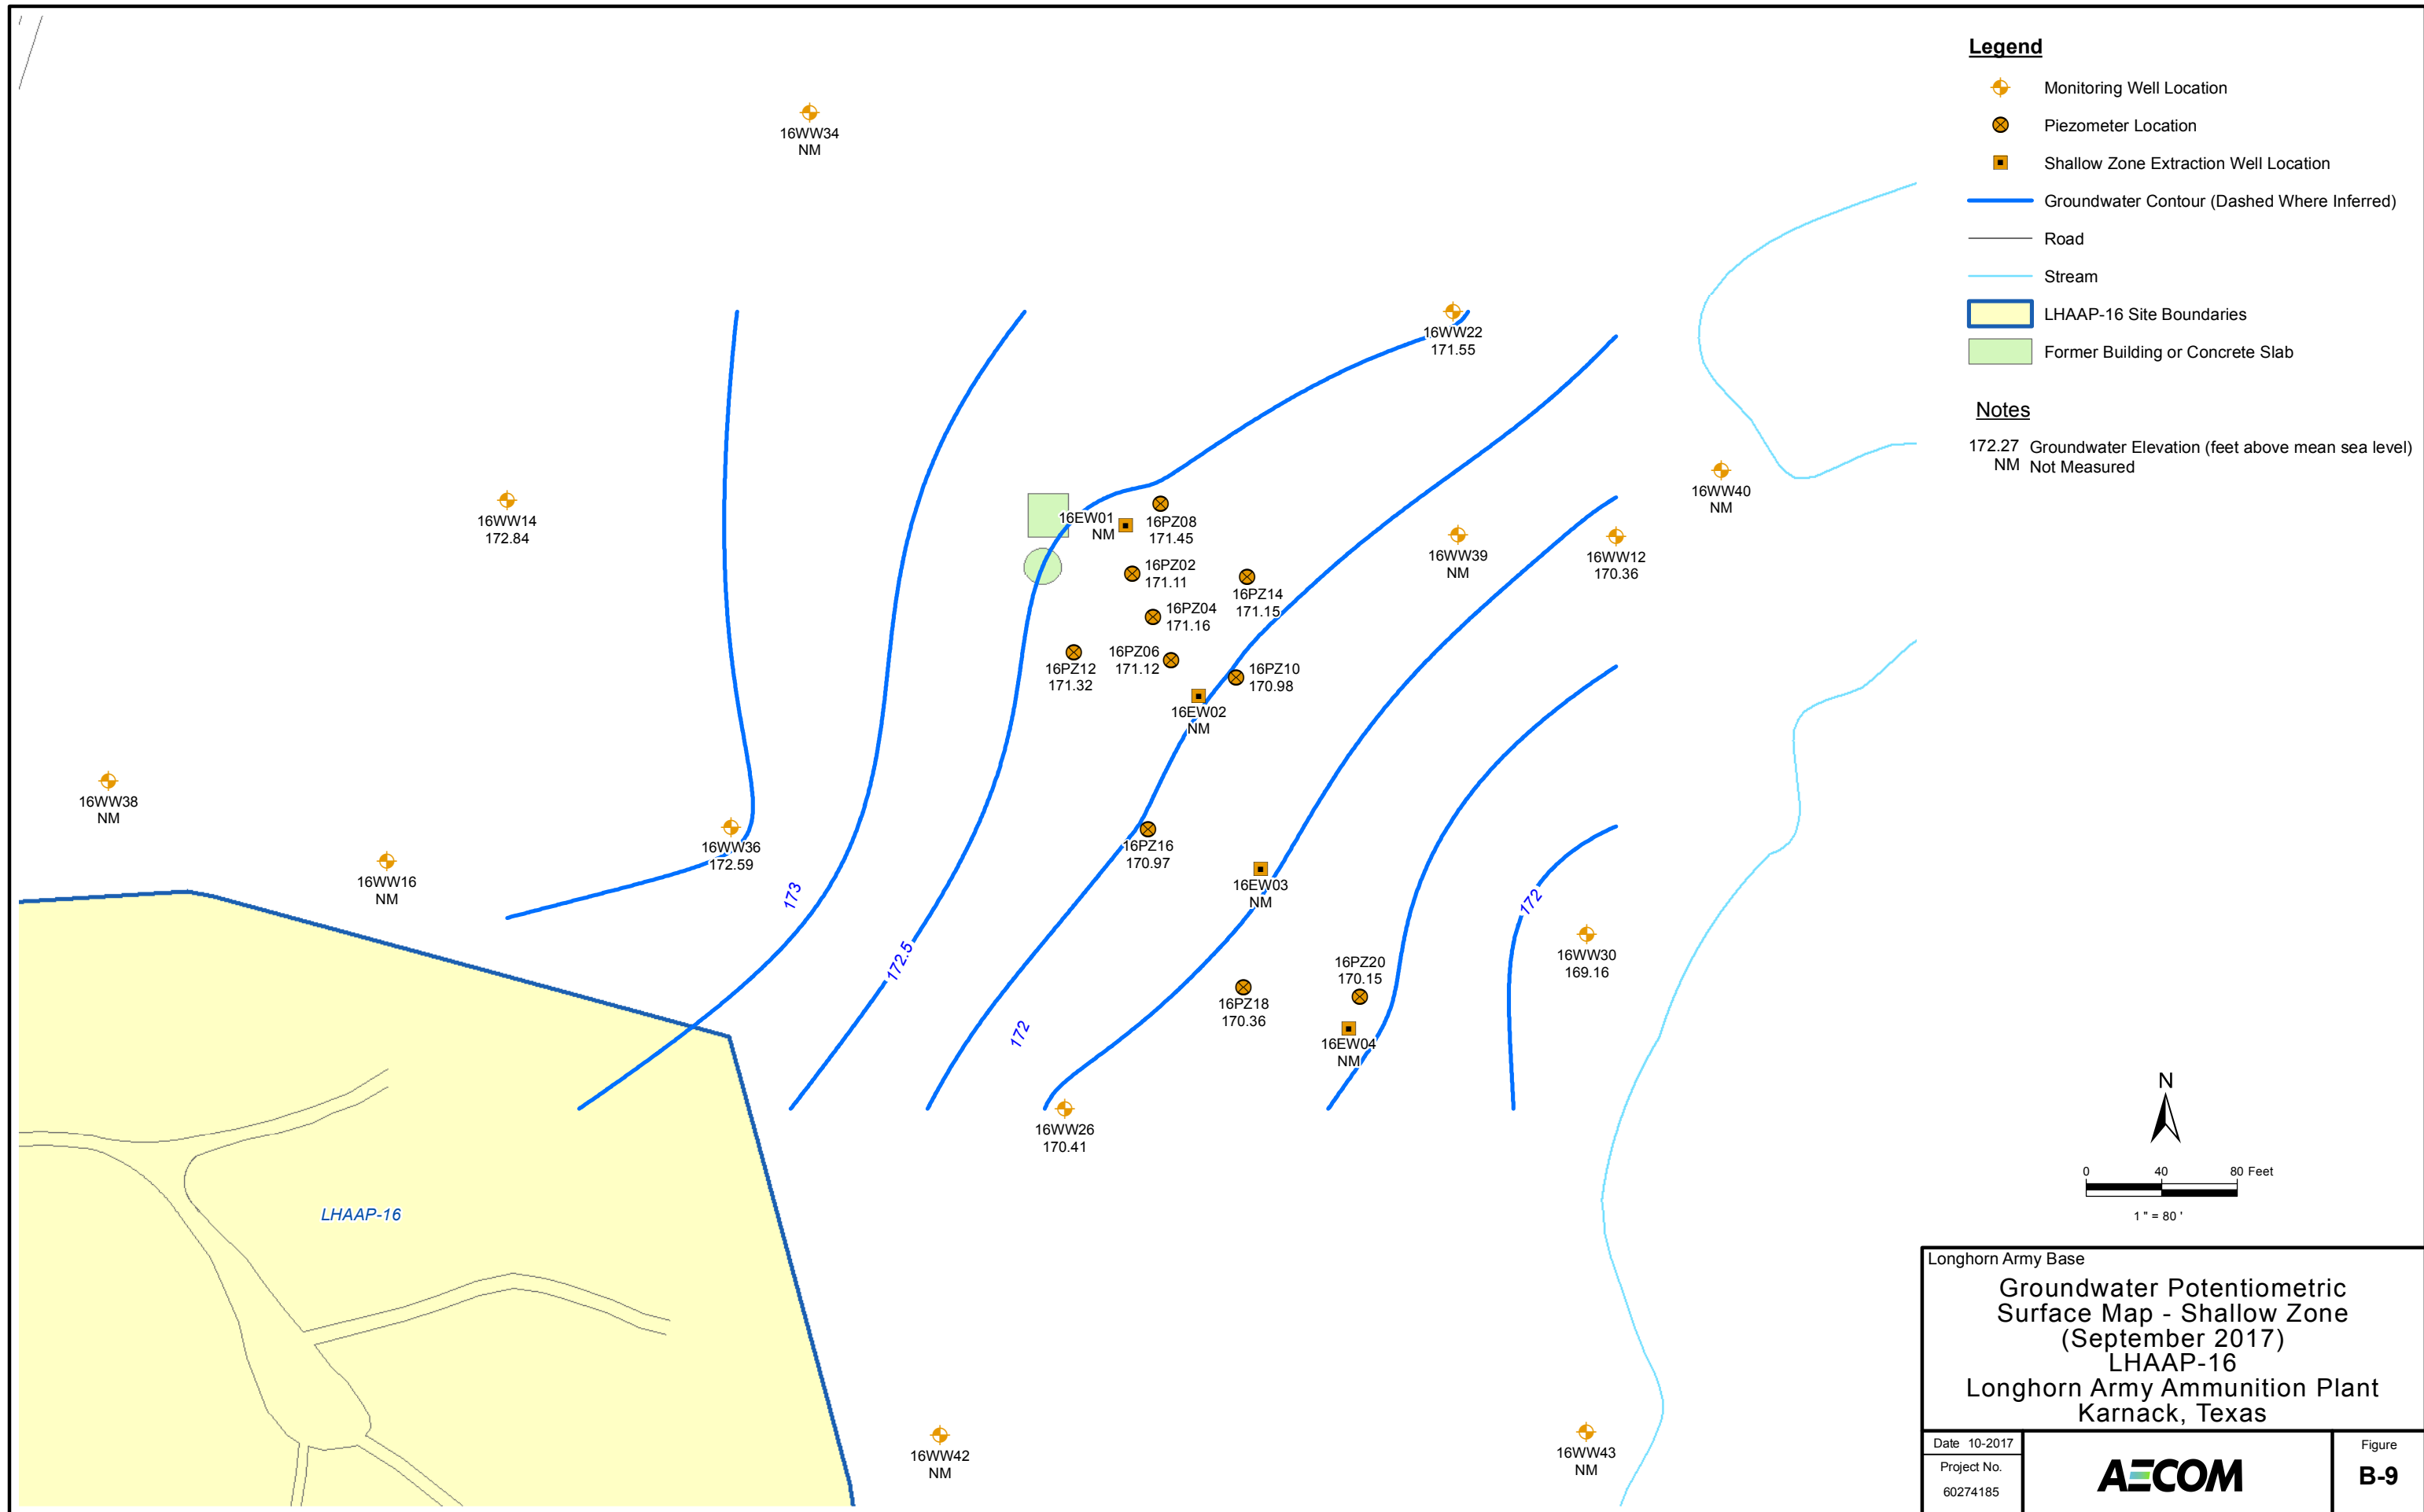 16WW34
NM
16WW22
171.55
16WW14
172.84
16EW01
NM
16PZ08
171.45
16WW40
NM
16WW39
NM
16WW12
170.36
16PZ02
171.11
16PZ14
171.15
16PZ04
171.16
16PZ12
171.32
16PZ06
171.12
16PZ10
170.98
16EW02
NM
16WW38
NM
16WW36
172.59
16PZ16
170.97
16WW16
NM
16EW03
NM
173
172
172.5
16WW30
169.16
16PZ20
170.15
16PZ18
170.36
172
16EW04
NM
16WW26
170.41
LHAAP-16
16WW42
NM
16WW43
NM
Legend
Monitoring Well Location
Piezometer Location
Shallow Zone Extraction Well Location
Groundwater Contour (Dashed Where Inferred)
Road
Stream
LHAAP-16 Site Boundaries
Former Building or Concrete Slab
Notes
172.27 Groundwater Elevation (feet above mean sea level)
NM Not Measured
N
0 40 80 Feet
1 " = 80 '
Longhorn Army Base
Groundwater Potentiometric
Surface Map - Shallow Zone
(September 2017)
LHAAP-16
Longhorn Army Ammunition Plant
Karnack, Texas
Date 10-2017
Project No.
60274185
AECOM
Figure
B-9